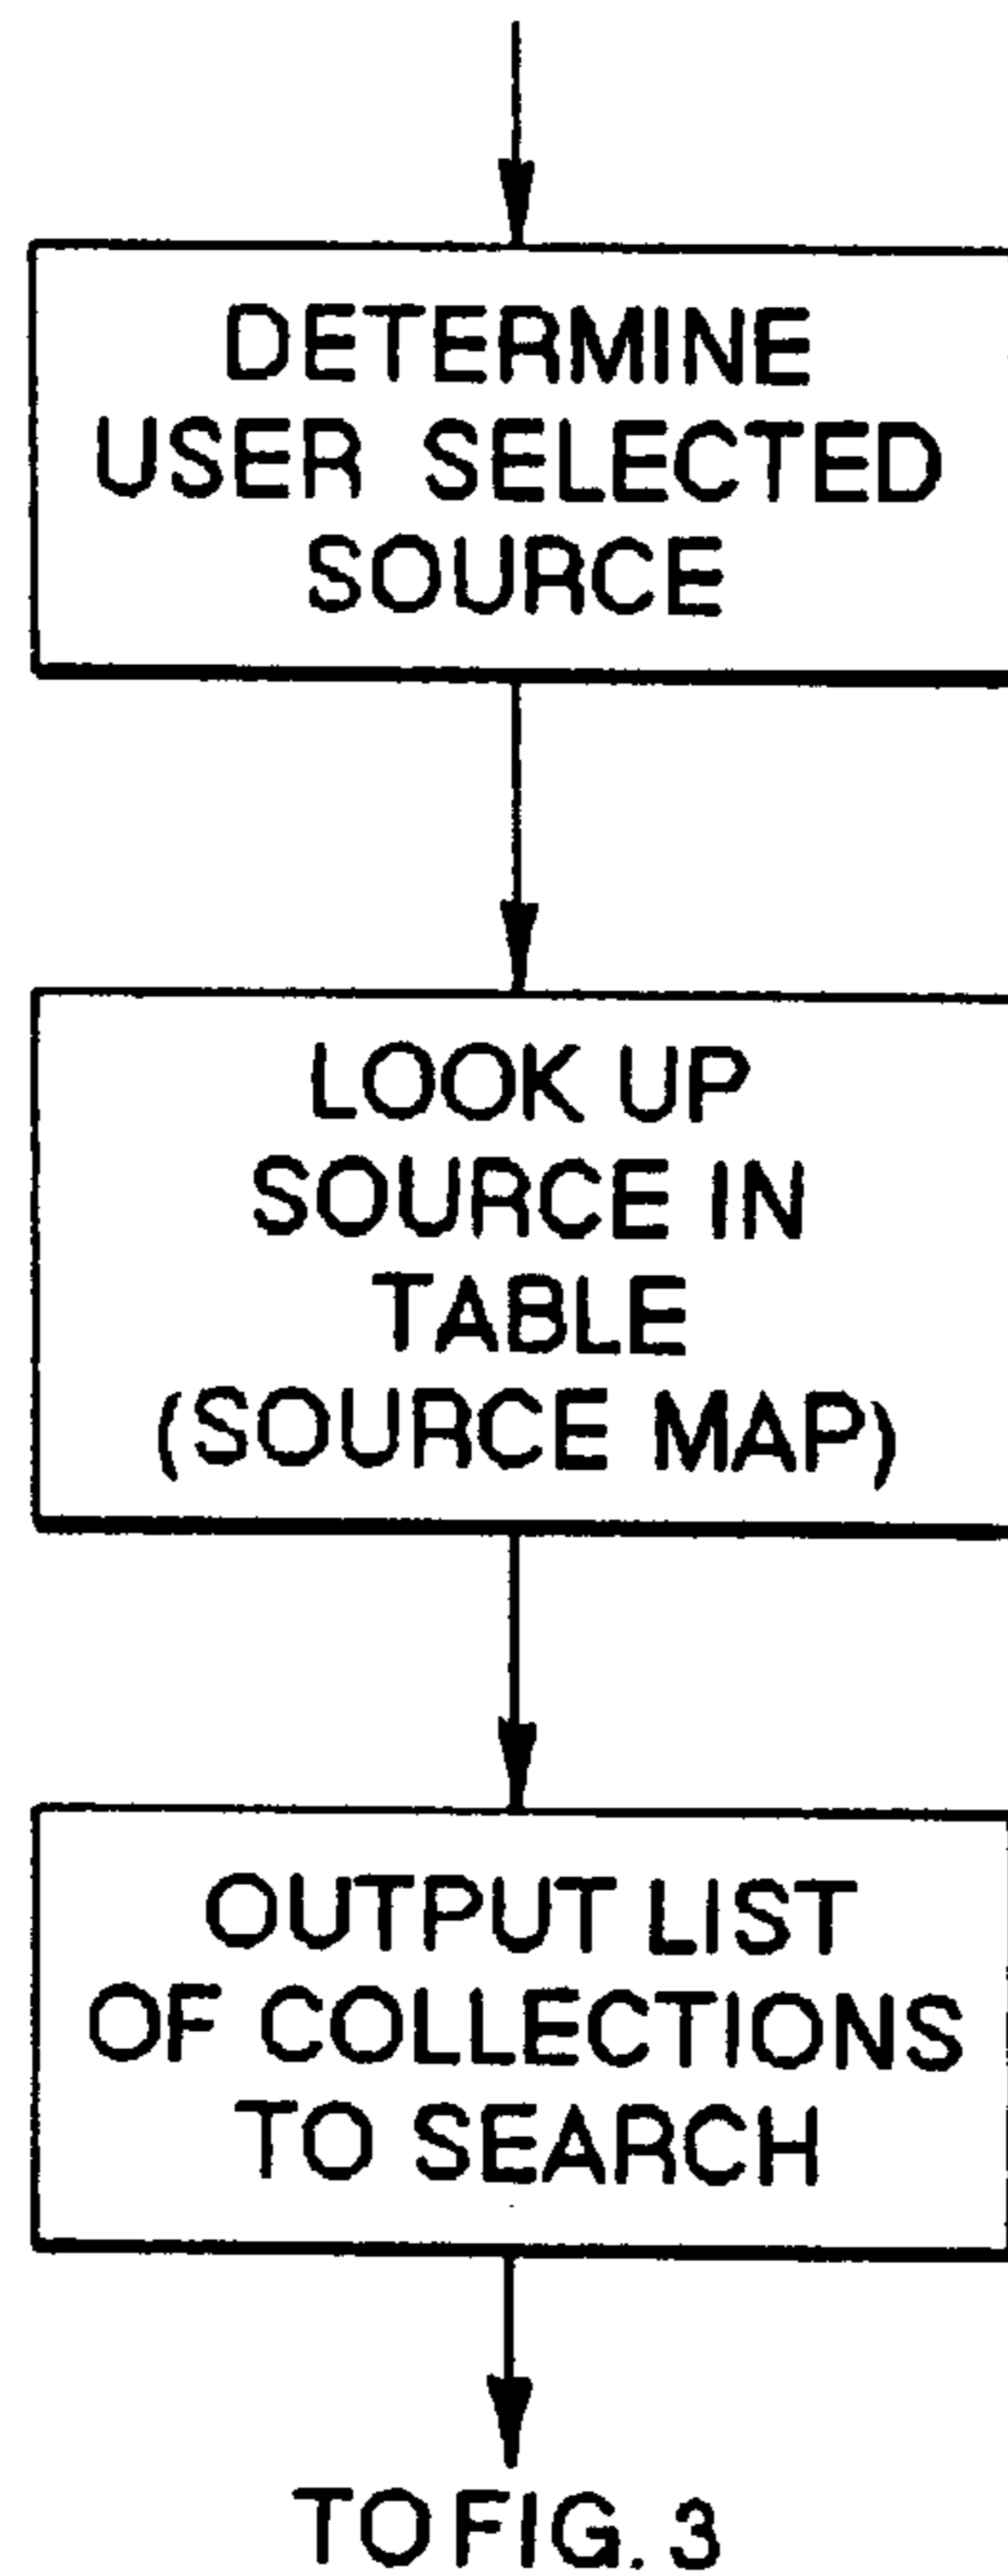 DETERMINE
USER SELECTED
SOURCE
LOOK UP
SOURCE IN
TABLE
(SOURCE MAP)
OUTPUT LIST
OF COLLECTIONS
TO SEARCH
TO FIG. 3